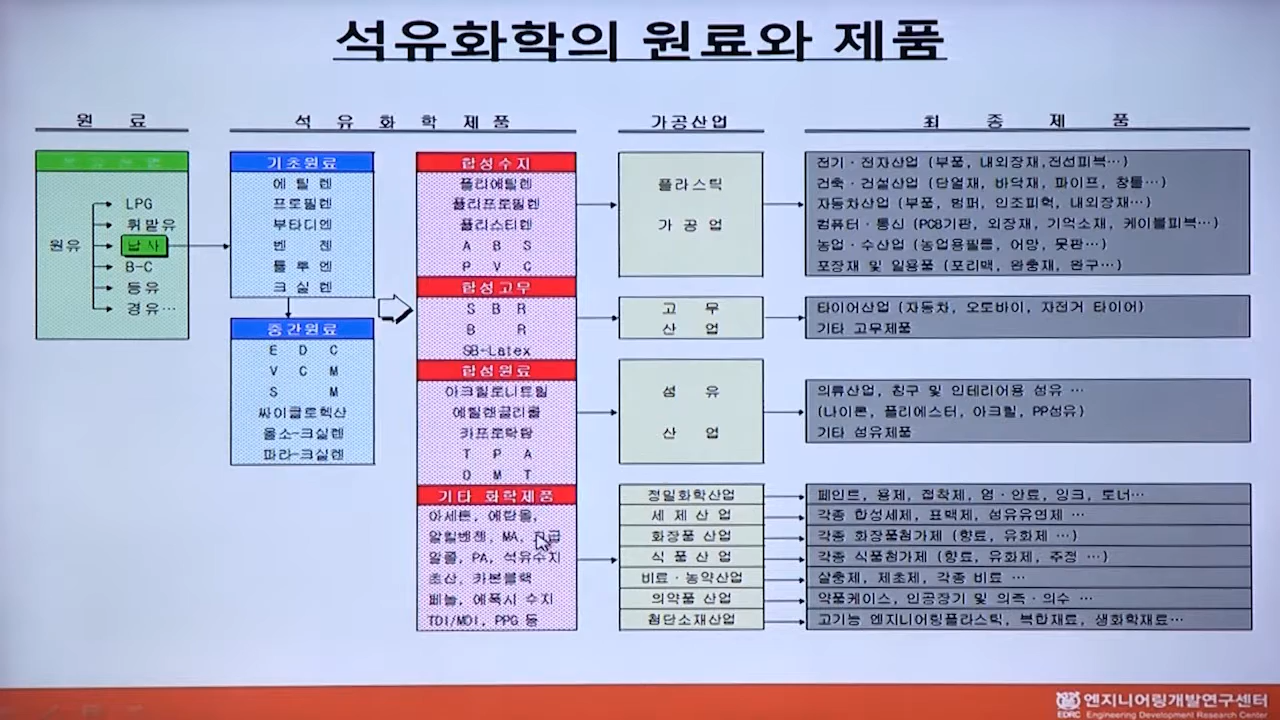 석유화학의 원료와 제품
원 료
석 유 화 학 제 품
가공산업
최 종 제 품
원유
LPG
휘발유
납사
B-C
등유
경유…
기초원료
에 틸 렌
프로필렌
부타디엔
벤 젠
톨 루 엔
크 실 렌
중간원료
E D C
V C M
S M
싸이클로헥산
올소-크실렌
파라-크실렌
합성수지
폴리에틸렌
폴리프로필렌
폴리스티렌
A B S
P V C
합성고무
S B R
B R
SB-Latex
합성원료
아크릴로니트릴
에틸렌글리콜
카프로락탐
T P A
D M T
기타 화학제품
아세톤, 에탄올,
알킬벤젠, MA,
알콜, PA, 석유수지
초산, 카본블랙
페놀, 에폭시 수지
TDI/MDI, PPG 등
플라스틱
가 공 업
고 무
산 업
섬 유
산 업
정밀화학산업
세 제 산 업
화장품 산업
식 품 산 업
비료·농약산업
의약품 산업
첨단소재산업
전기·전자산업 (부품, 내외장재,전선피복…)
건축·건설산업 (단열재, 바닥재, 파이프, 창틀…)
자동차산업 (부품, 범퍼, 인조피혁, 내외장재…)
컴퓨터·통신 (PCB기판, 외장재, 기억소재, 케이블피복…)
농업·수산업 (농업용필름, 어망, 못판…)
포장재 및 일용품 (포리백, 완충재, 완구…)
타이어산업 (자동차, 오토바이, 자전거 타이어)
기타 고무제품
의류산업, 침구 및 인테리어용 섬유 …
(나이론, 폴리에스터, 아크릴, PP섬유)
기타 섬유제품
페인트, 용제, 접착제, 염·안료, 잉크, 토너…
각종 합성세제, 표백제, 섬유유연제 …
각종 화장품첨가제 (향료, 유화제 …)
각종 식품첨가제 (향료, 유화제, 주정 …)
살충제, 제초제, 각종 비료 …
약품케이스, 인공장기 및 의족·의수 …
고기능 엔지니어링플라스틱, 복합재료, 생화학재료…
엔지니어링개발연구센터
EDRC Engineering Development Research Center